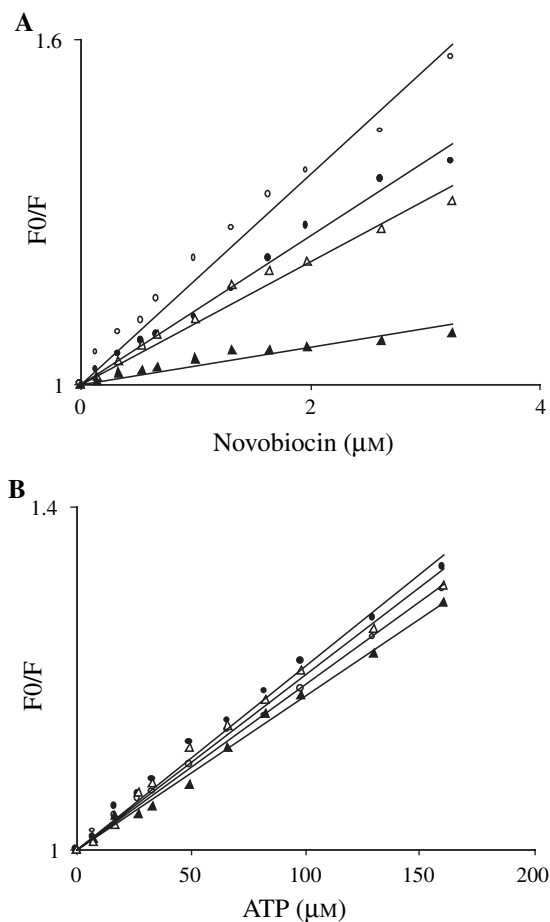 A
1.6
F0/F
1
0 2 4
Novobiocin (μM)
B
1.4
F0/F
1
0 50 100 150 200
ATP (μM)